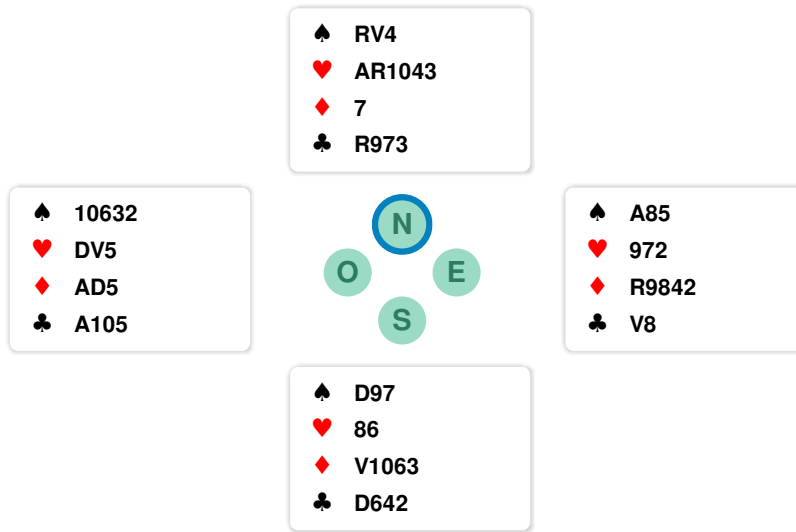 ♠ RV4
♥ AR1043
♦ 7
♣ R973
♠ 10632
♥ DV5
♦ AD5
♣ A105
N
O E
S
♠ A85
♥ 972
♦ R9842
♣ V8
♠ D97
♥ 86
♦ V1063
♣ D642